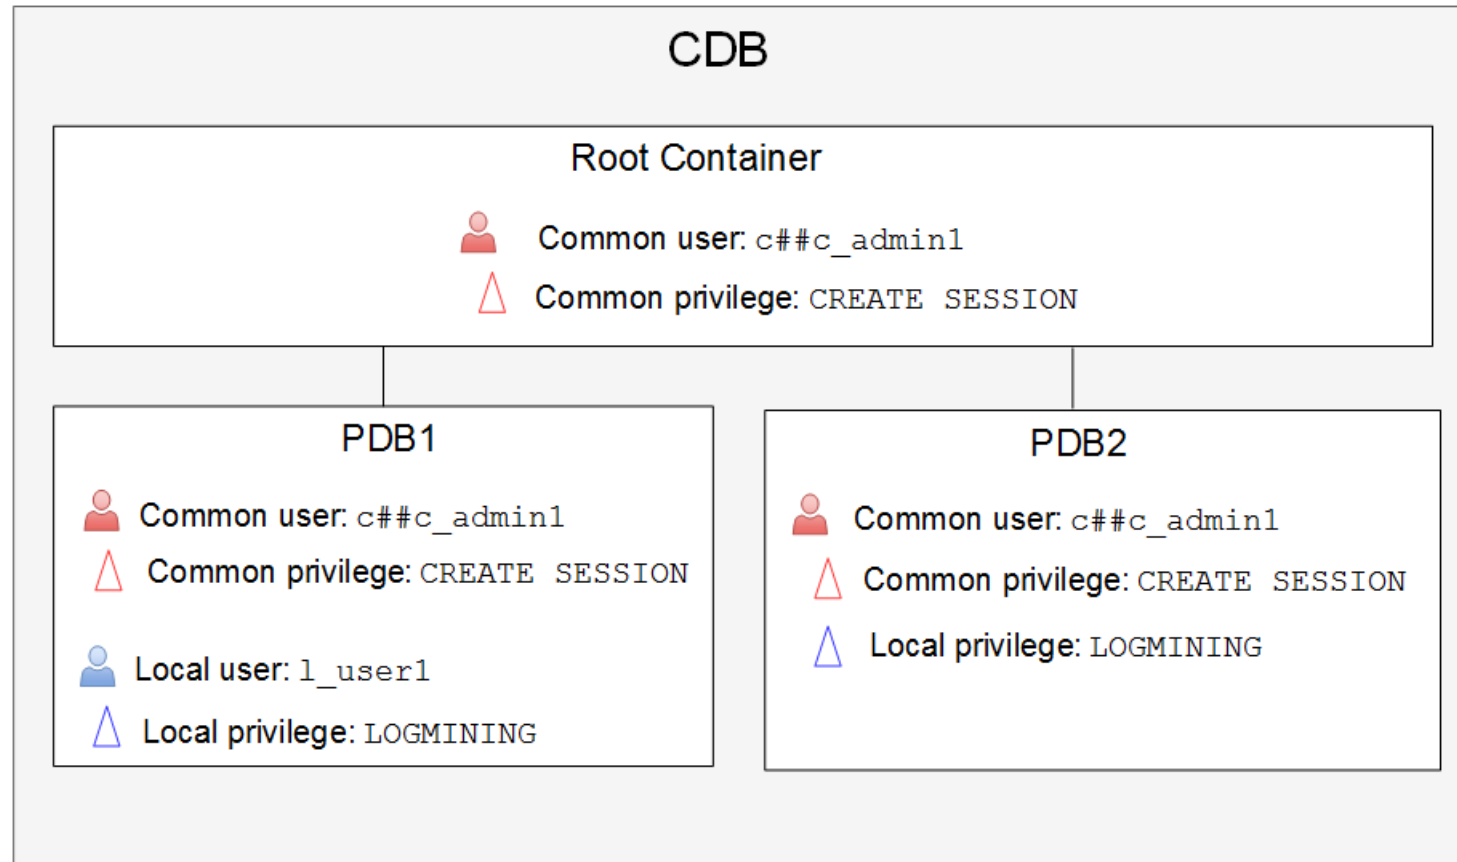 CDB
Root Container
Common user: c##c_admin1
Common privilege: CREATE SESSION
PDB1
Common user: c##c_admin1
Common privilege: CREATE SESSION
Local user: l_user1
Local privilege: LOGMINING
PDB2
Common user: c##c_admin1
Common privilege: CREATE SESSION
Local privilege: LOGMINING